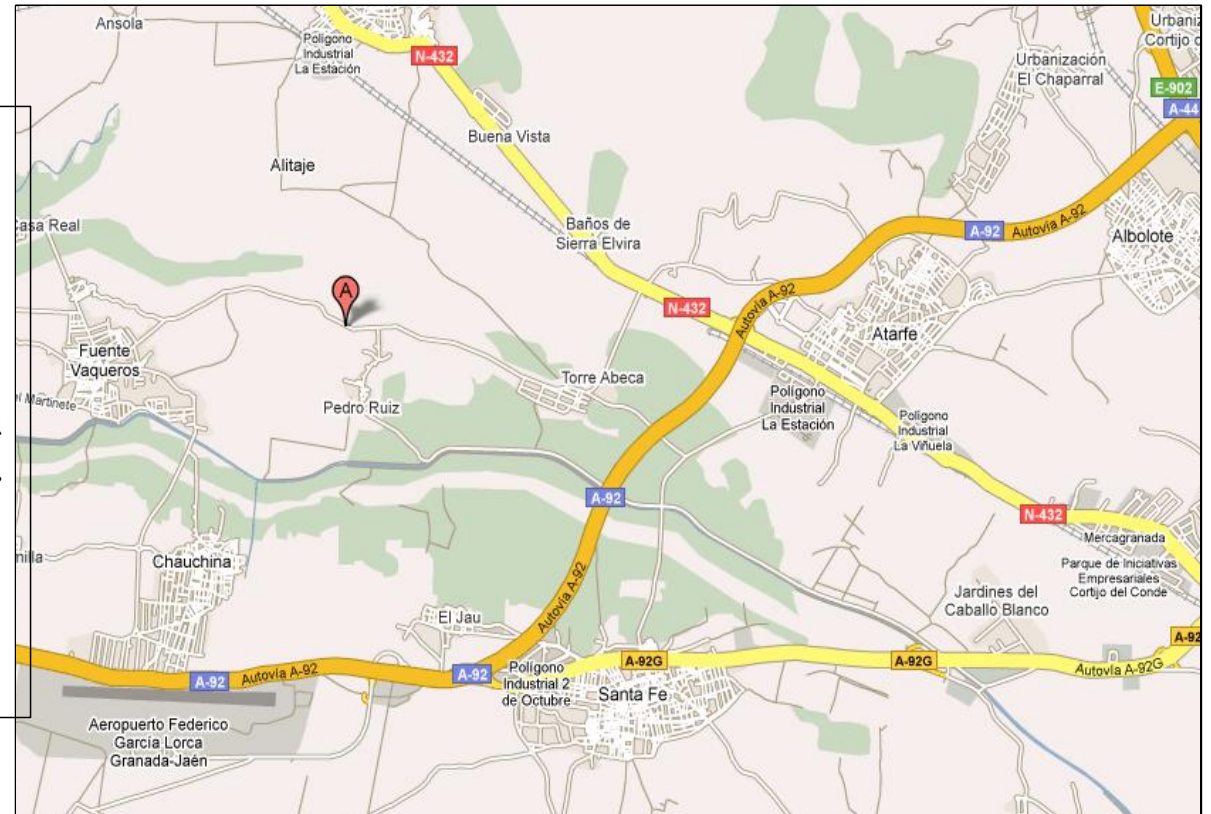 Ansola
Polígono
Industrial
La Estación
N-432
Urbanización
El Chaparral
E-902
A-44
Buena Vista
Alitaje
Casa Real
Baños de
Sierra Elvira
A-92
Autovía A-92
Albolote
A
N-432
Autovía A-92
Atarfe
Fuente
Vaqueros
Torre Abeca
Pedro Ruiz
Polígono
Industrial
La Estación
Polígono
Industrial
La Viñuela
Martinete
A-92
N-432
Mercagranada
Parque de Iniciativas
Empresariales
Cortijo del Conde
Chauchina
Jardines del
Caballo Blanco
El Jau
Autovía A-92
A-92
Autovía A-92
A-92
Polígono
Industrial 2
de Octubre
A-92G
Santa Fe
A-92G
Autovía A-92G
Aeropuerto Federico
García Lorca
Granada-Jaén